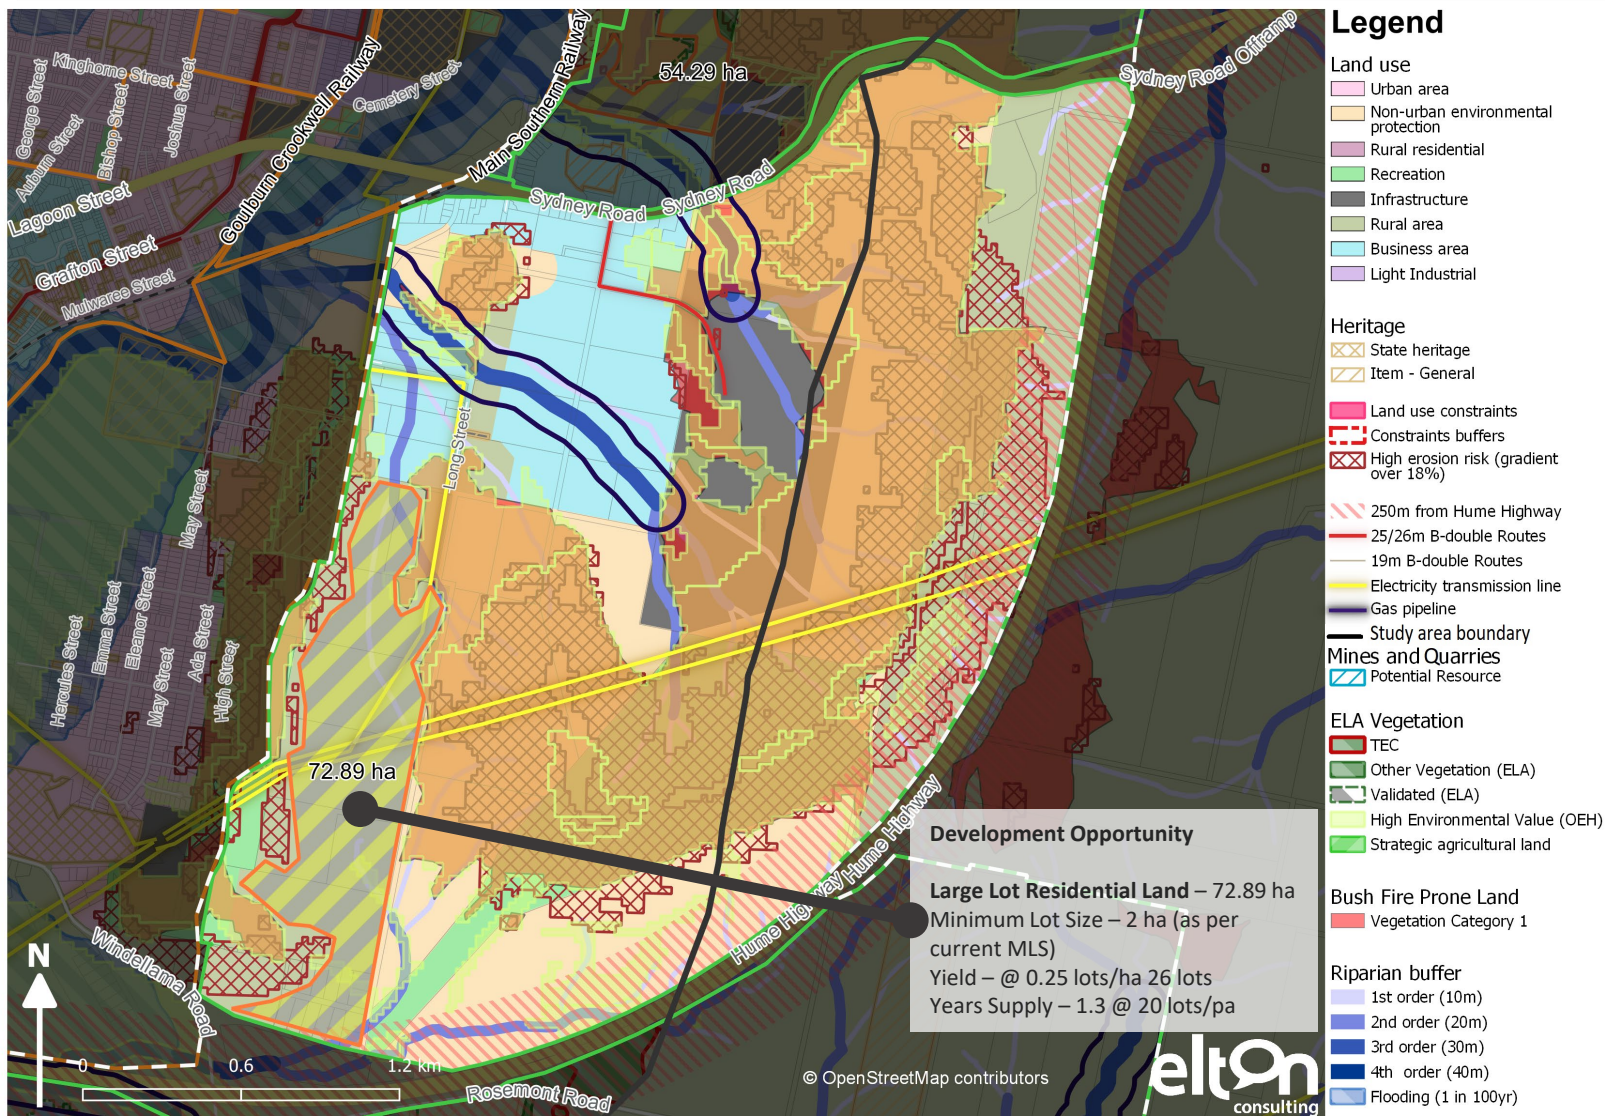 Kinghorne Street
George Street
Auburn Street
Bishop Street
Joshua Street
Cemetery Street
Goulburn Crookwell Railway
Main Southern Railway
54.29 ha
Sydney Road Offramp
Lagoon Street
Grafton Street
Mulwaree Street
Sydney Road
Sydney Road
Long Street
May Street
Hercules Street
Emma Street
Eleanor Street
May Street
Ada Street
High Street
72.89 ha
Windellama Road
Hume Highway
Hume Highway
Rosemont Road
Development Opportunity
Large Lot Residential Land – 72.89 ha
Minimum Lot Size – 2 ha (as per
current MLS)
Yield – @ 0.25 lots/ha 26 lots
Years Supply – 1.3 @ 20 lots/pa
N
0 0.6 1.2 km
© OpenStreetMap contributors
elton
consulting
Legend
Land use
Urban area
Non-urban environmental
protection
Rural residential
Recreation
Infrastructure
Rural area
Business area
Light Industrial
Heritage
State heritage
Item - General
Land use constraints
Constraints buffers
High erosion risk (gradient
over 18%)
250m from Hume Highway
25/26m B-double Routes
19m B-double Routes
Electricity transmission line
Gas pipeline
Study area boundary
Mines and Quarries
Potential Resource
ELA Vegetation
TEC
Other Vegetation (ELA)
Validated (ELA)
High Environmental Value (OEH)
Strategic agricultural land
Bush Fire Prone Land
Vegetation Category 1
Riparian buffer
1st order (10m)
2nd order (20m)
3rd order (30m)
4th order (40m)
Flooding (1 in 100yr)